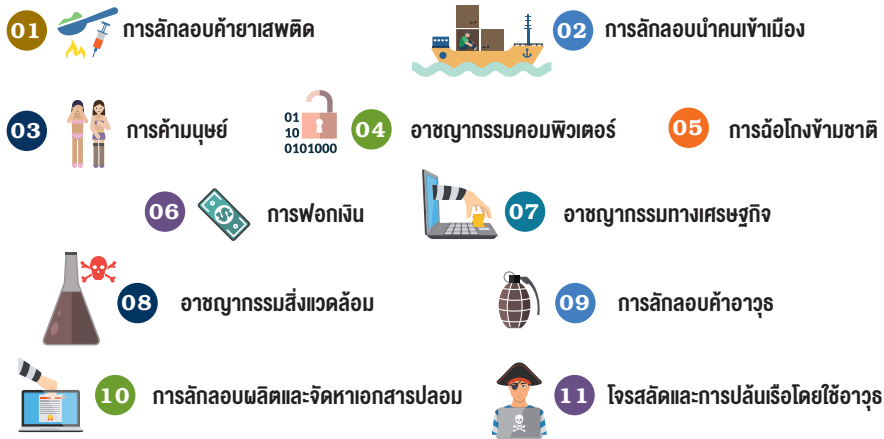 01 การลักลอบค้ายาเสพติด
02 การลักลอบนำคนเข้าเมือง
03 การค้ามนุษย์
01
10
0101000
04 อาชญากรรมคอมพิวเตอร์
05 การฉ้อโกงข้ามชาติ
06 การฟอกเงิน
07 อาชญากรรมทางเศรษฐกิจ
08 อาชญากรรมสิ่งแวดล้อม
09 การลักลอบค้าอาวุธ
10 การลักลอบผลิตและจัดหาเอกสารปลอม
11 โจรสลัดและการปล้นเรือโดยใช้อาวุธ